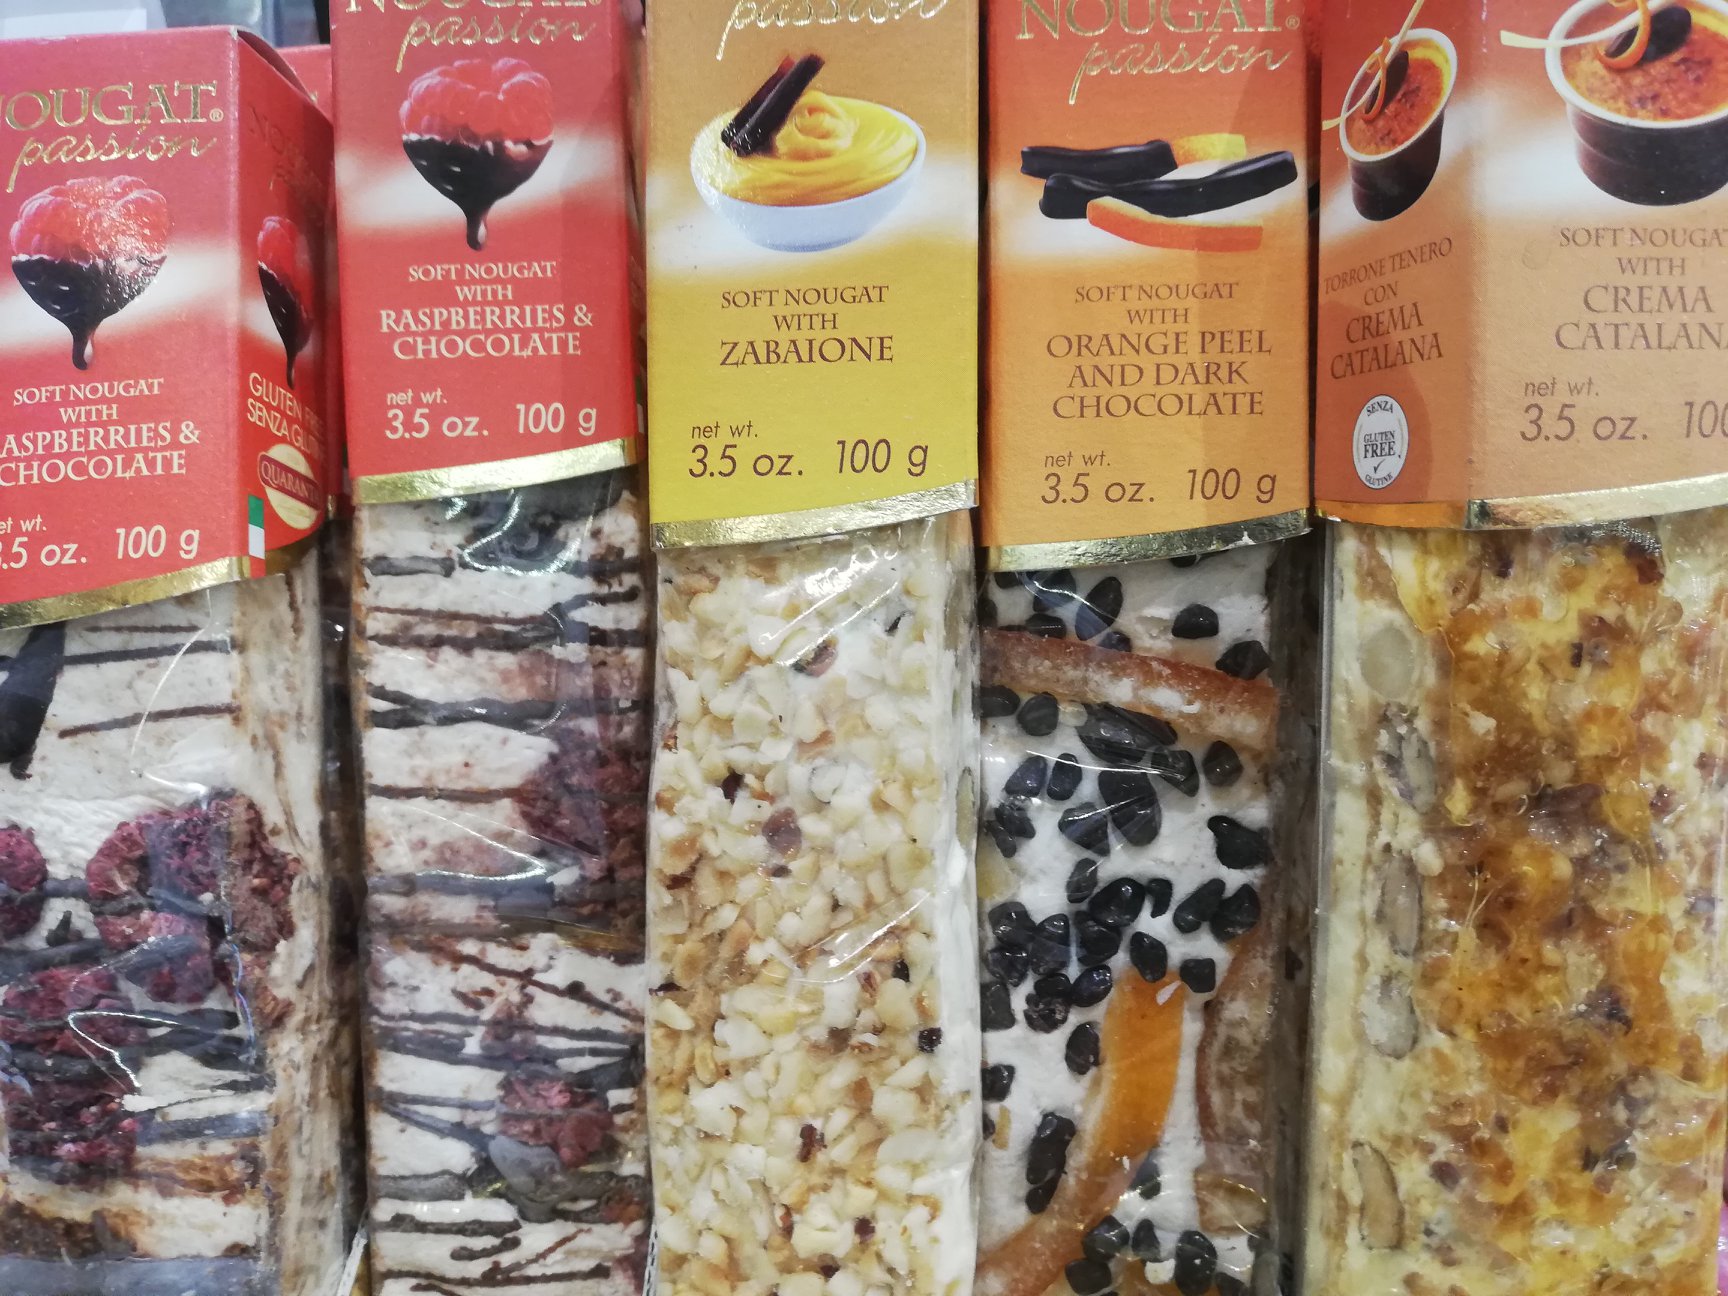 NOUGAT®
passion
SOFT NOUGAT
WITH
RASPBERRIES &
CHOCOLATE
net wt.
3.5 oz. 100 g
GLUTEN FREE
SENZA GLUTINE
QUARANTA
NOUGAT®
passion
SOFT NOUGAT
WITH
RASPBERRIES &
CHOCOLATE
net wt.
3.5 oz. 100 g
passion
SOFT NOUGAT
WITH
ZABAIONE
net wt.
3.5 oz. 100 g
NOUGAT®
passion
SOFT NOUGAT
WITH
ORANGE PEEL
AND DARK
CHOCOLATE
net wt.
3.5 oz. 100 g
TORRONE TENERO
CON
CREMA
CATALANA
SENZA
GLUTEN
FREE
GLUTINE
SOFT NOUGAT
WITH
CREMA
CATALANA
net wt.
3.5 oz. 100